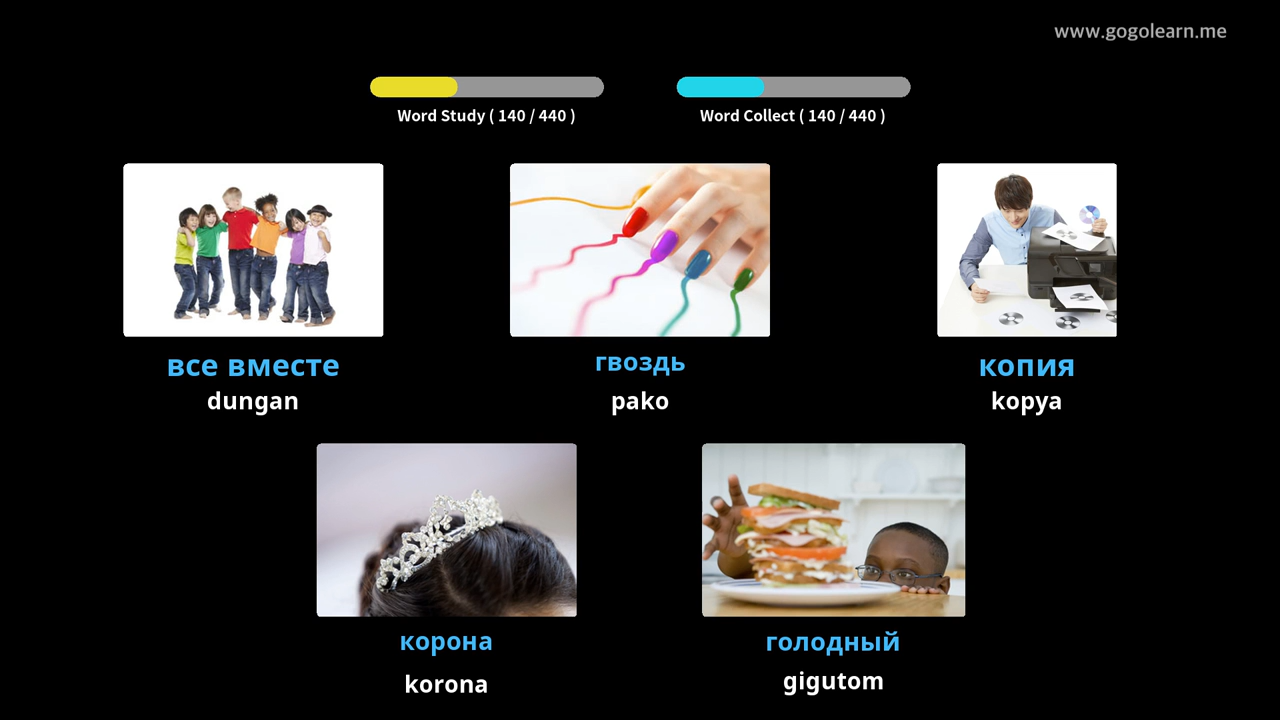 www.gogolearn.me
Word Study ( 140 / 440 )
Word Collect ( 140 / 440 )
все вместе
dungan
гвоздь
pako
копия
kopya
корона
korona
голодный
gigutom